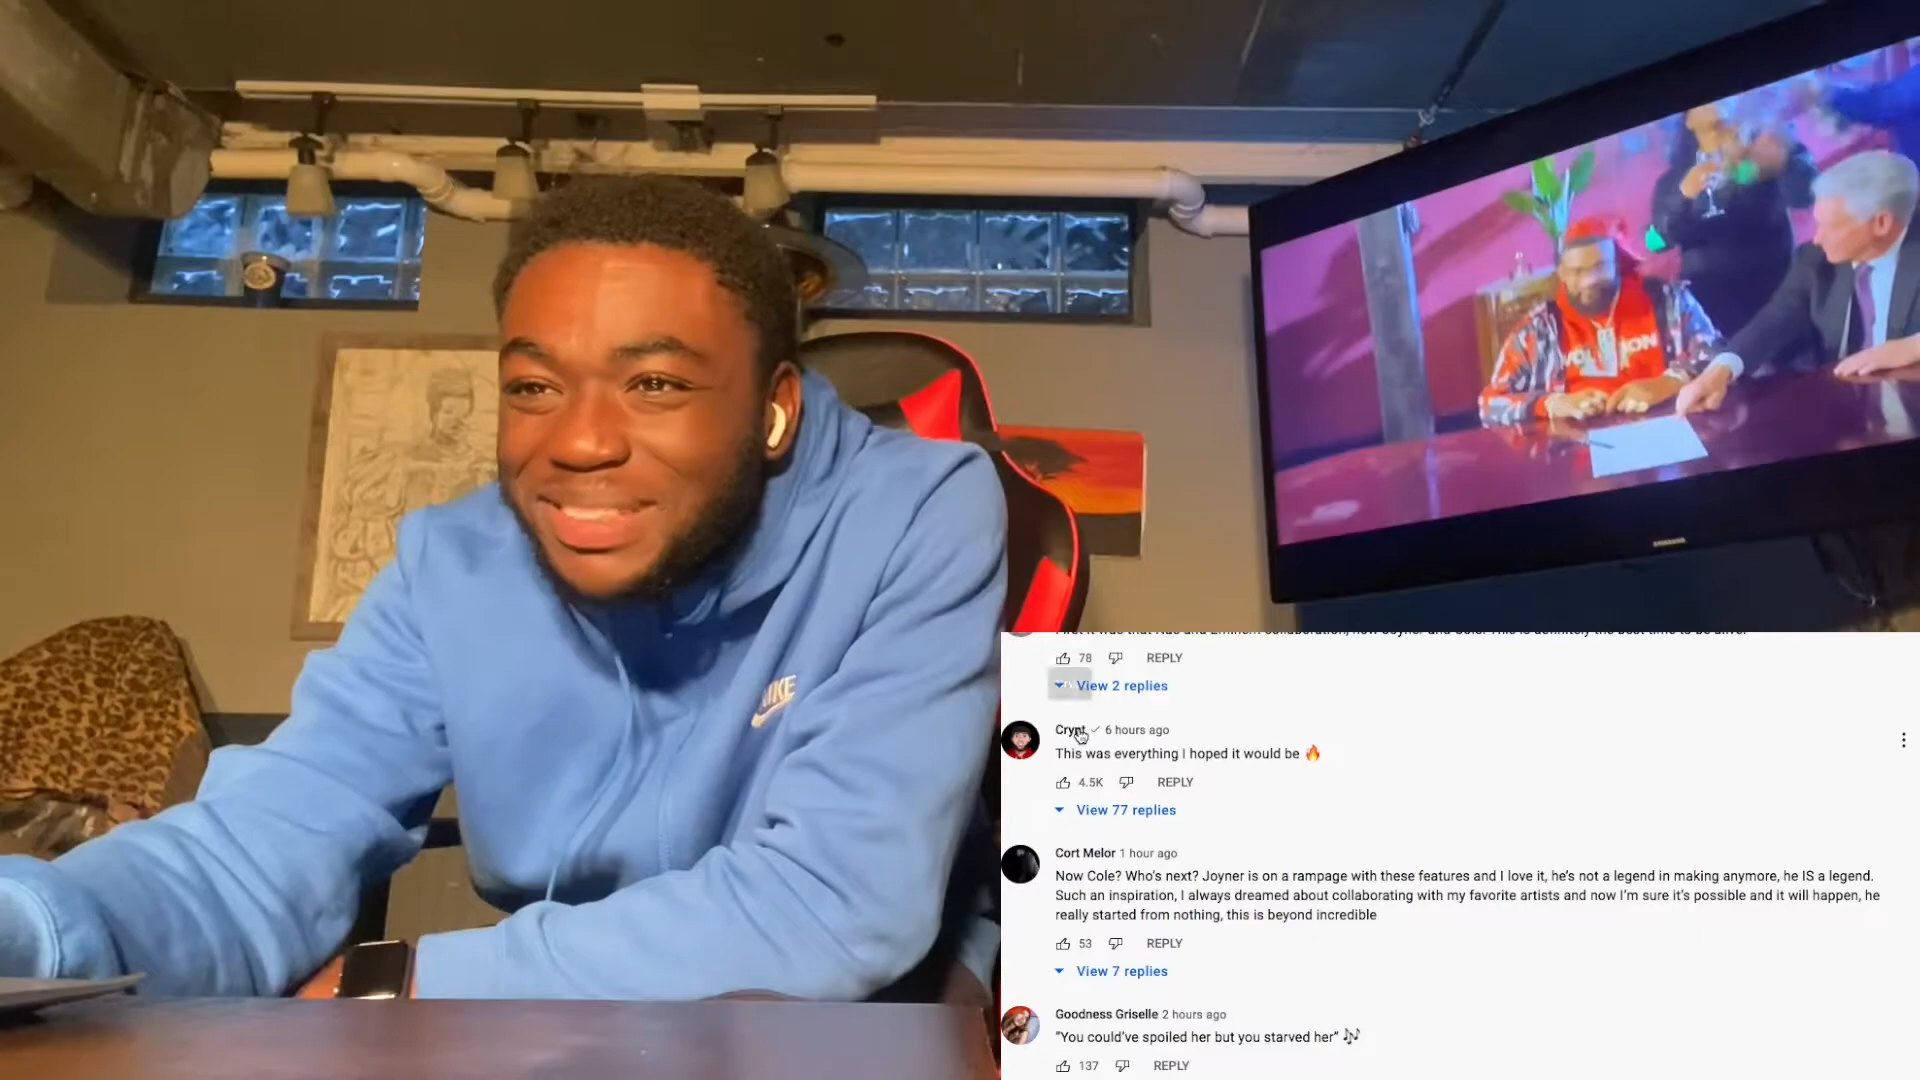 VOL
ION
SAMSUNG
NIKE
78 REPLY
View 2 replies
Crypt 6 hours ago
This was everything I hoped it would be 🔥
4.5K REPLY
View 77 replies
Cort Melor 1 hour ago
Now Cole? Who's next? Joyner is on a rampage with these features and I love it, he's not a legend in making anymore, he IS a legend.
Such an inspiration, I always dreamed about collaborating with my favorite artists and now I'm sure it's possible and it will happen, he
really started from nothing, this is beyond incredible
53 REPLY
View 7 replies
Goodness Griselle 2 hours ago
"You could've spoiled her but you starved her" 🎶
137 REPLY